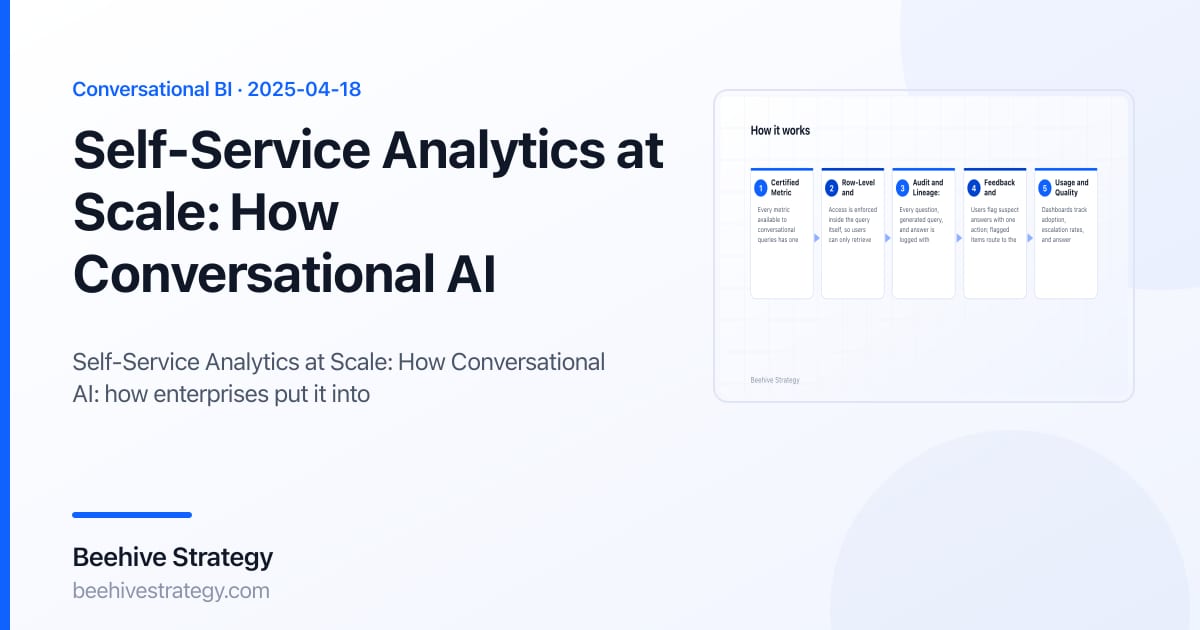 Conversational BI · 2025-04-18
Self-Service Analytics at
Scale: How
Conversational AI
Self-Service Analytics at Scale: How Conversational
AI: how enterprises put it into
Beehive Strategy
beehivestrategy.com
How it works
1
Certified
Metric
Every metric
available to
conversational
queries has one
2
Row-Level
and
Access is enforced
inside the query
itself, so users
can only retrieve
3
Audit and
Lineage:
Every question,
generated query,
and answer is
logged with
4
Feedback
and
Users flag suspect
answers with one
action; flagged
items route to the
5
Usage and
Quality
Dashboards track
adoption,
escalation rates,
and answer
Beehive Strategy